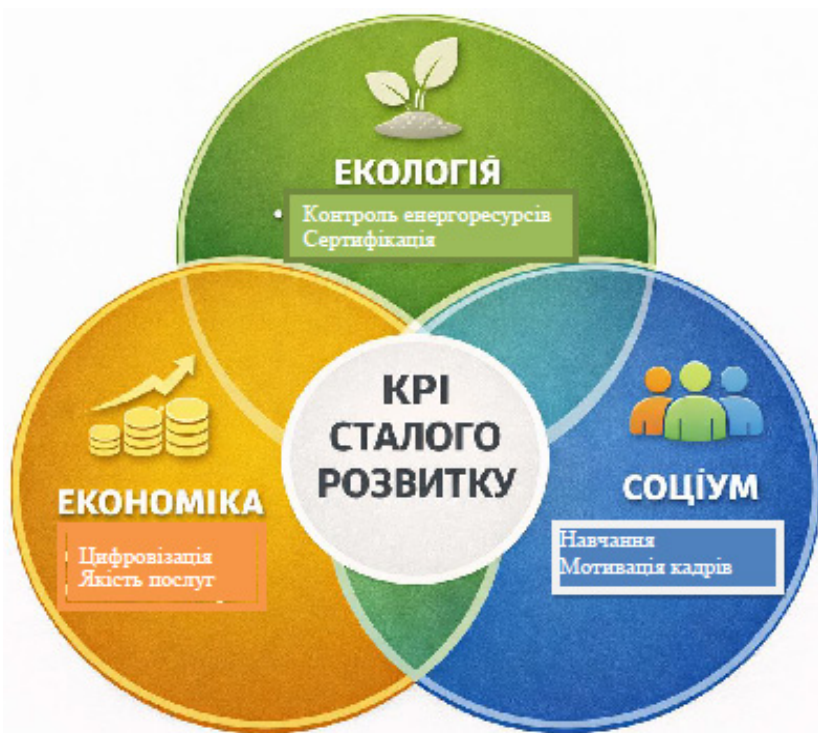 ЕКОЛОГІЯ
• Контроль енергоресурсів
Сертифікація
КРІ
СТАЛОГО
РОЗВИТКУ
ЕКОНОМІКА
Цифровізація
Якість послуг
СОЦІУМ
Навчання
Мотивація кадрів